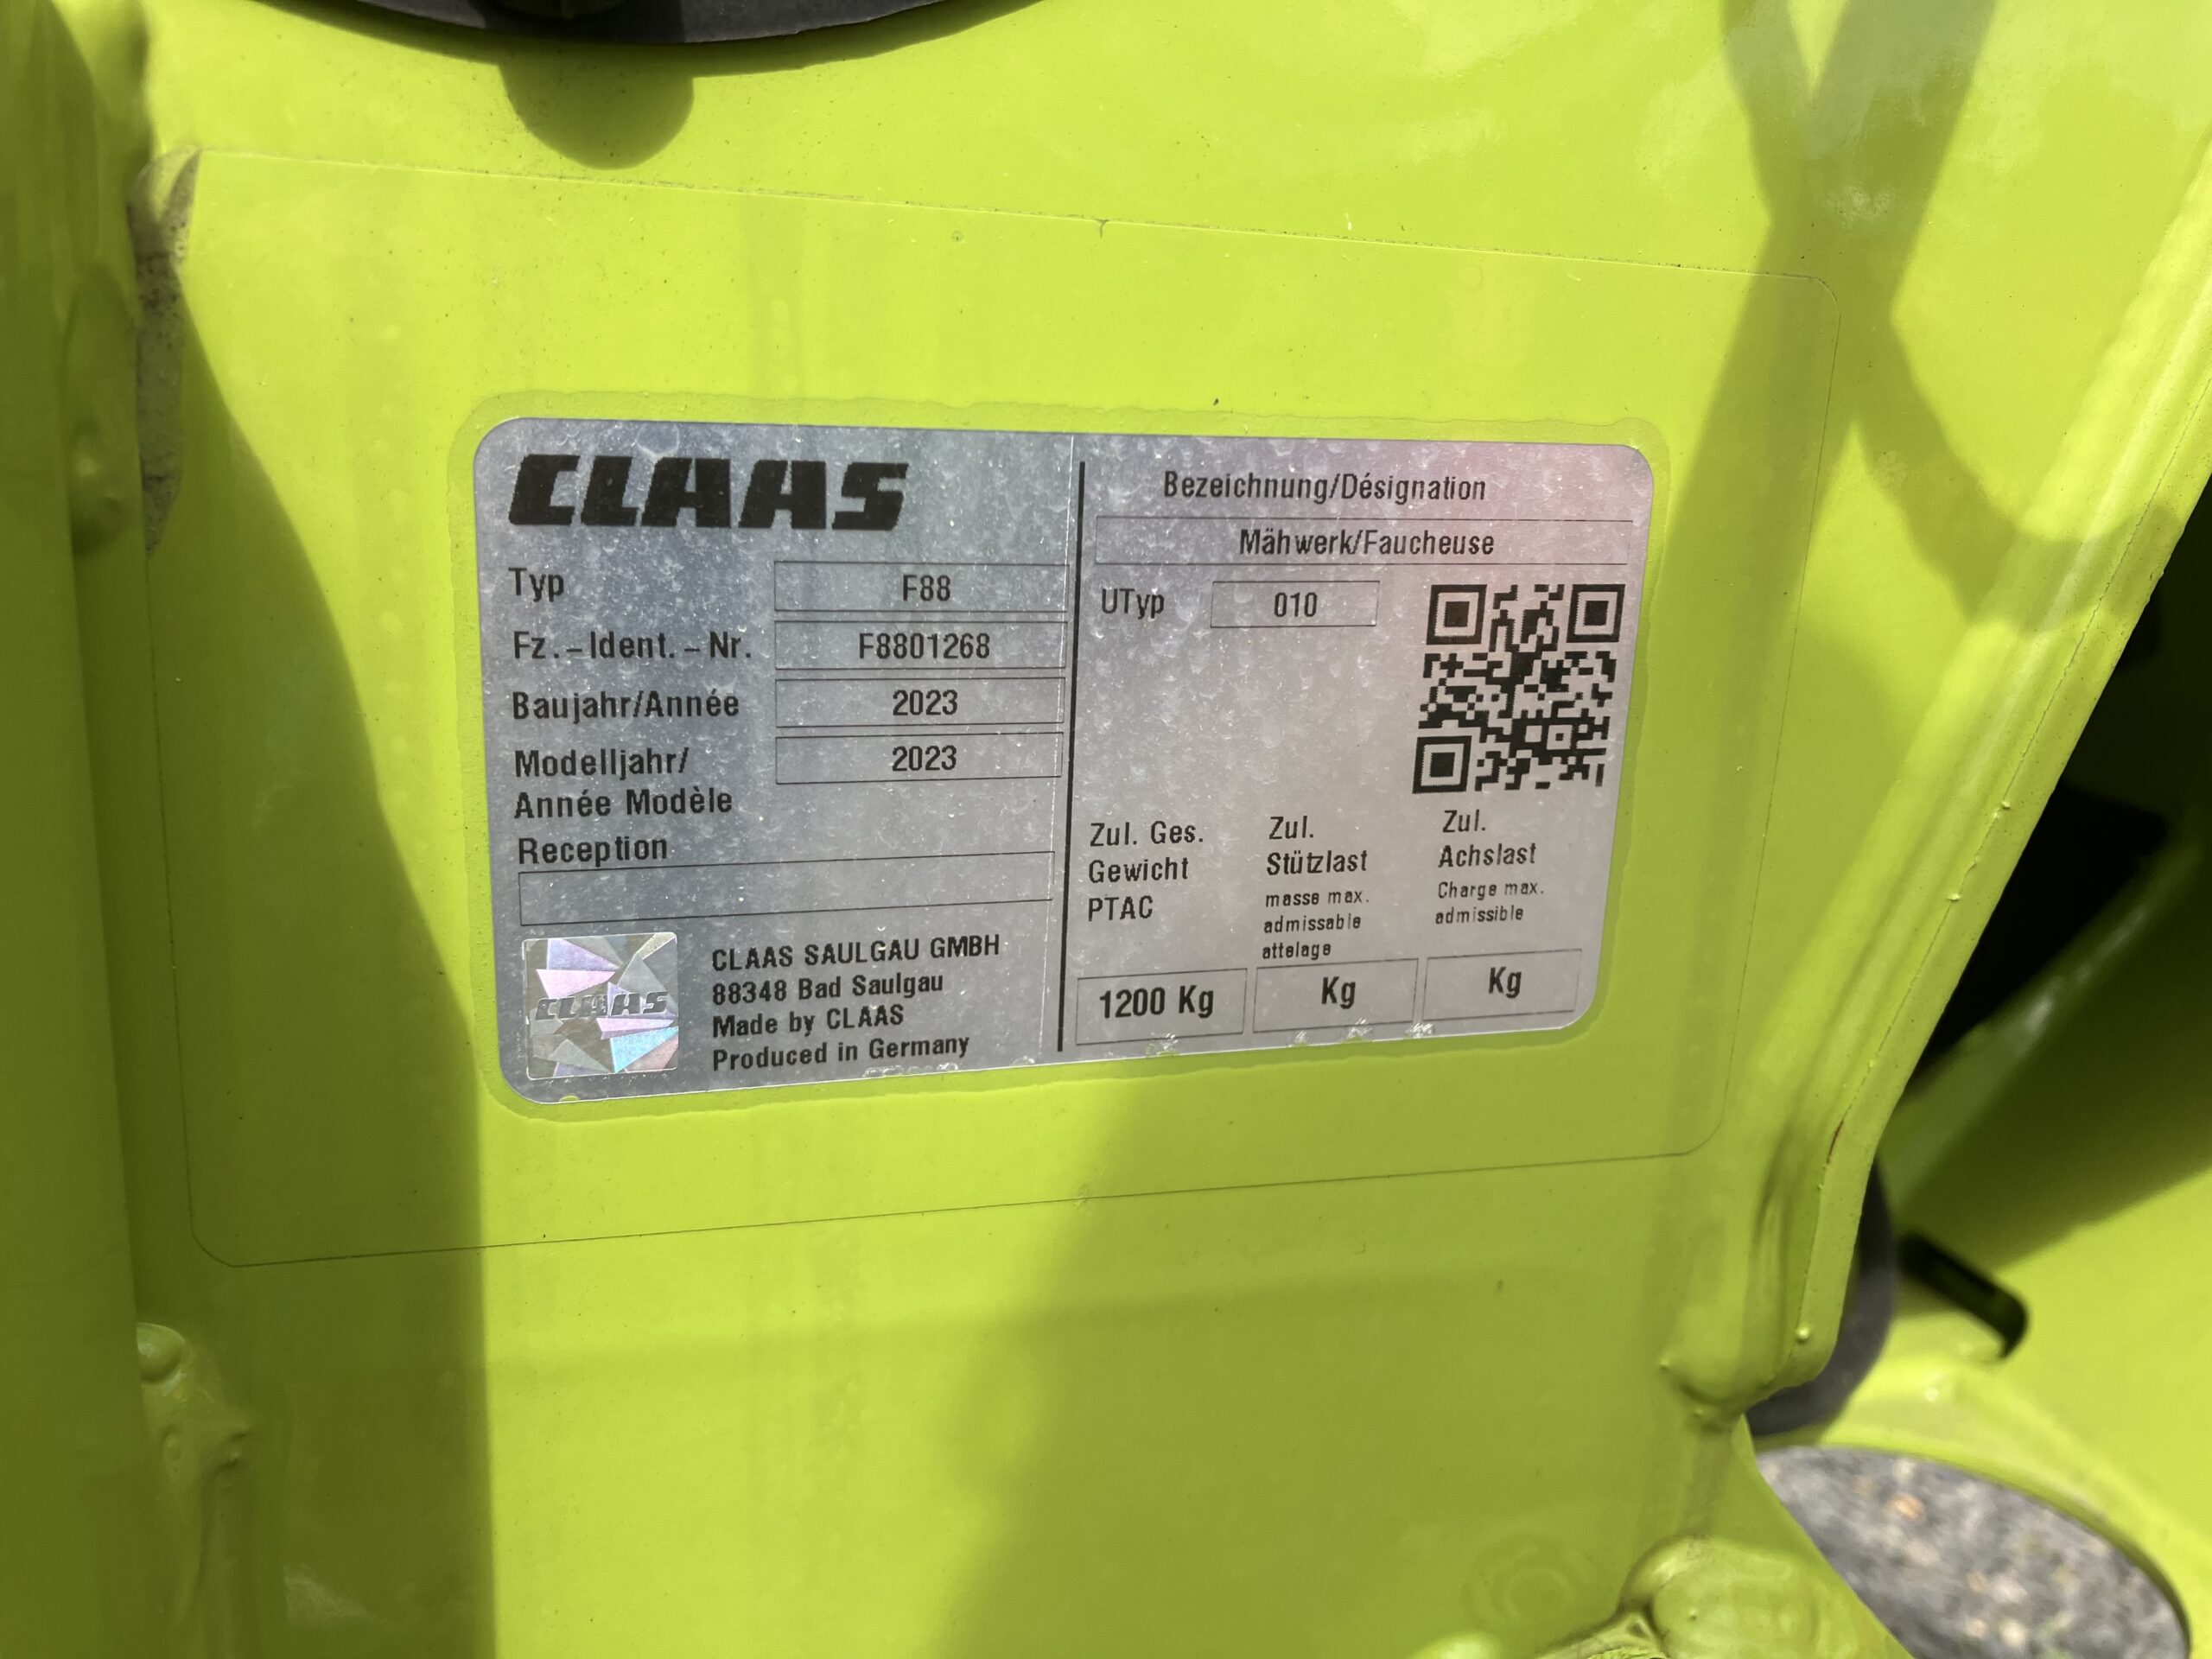 CLAAS
Typ F88
Fz.-Ident.-Nr. F8801268
Baujahr/Année 2023
Modelljahr/ 2023
Année Modèle
Reception
CLAAS
CLAAS SAULGAU GMBH
88348 Bad Saulgau
Made by CLAAS
Produced in Germany
Bezeichnung/Désignation
Mähwerk/Faucheuse
UTyp 010
Zul. Ges.
Gewicht
PTAC
1200 Kg
Zul.
Stützlast
masse max.
admissable
attelage
Kg
Zul.
Achslast
Charge max.
admissible
Kg